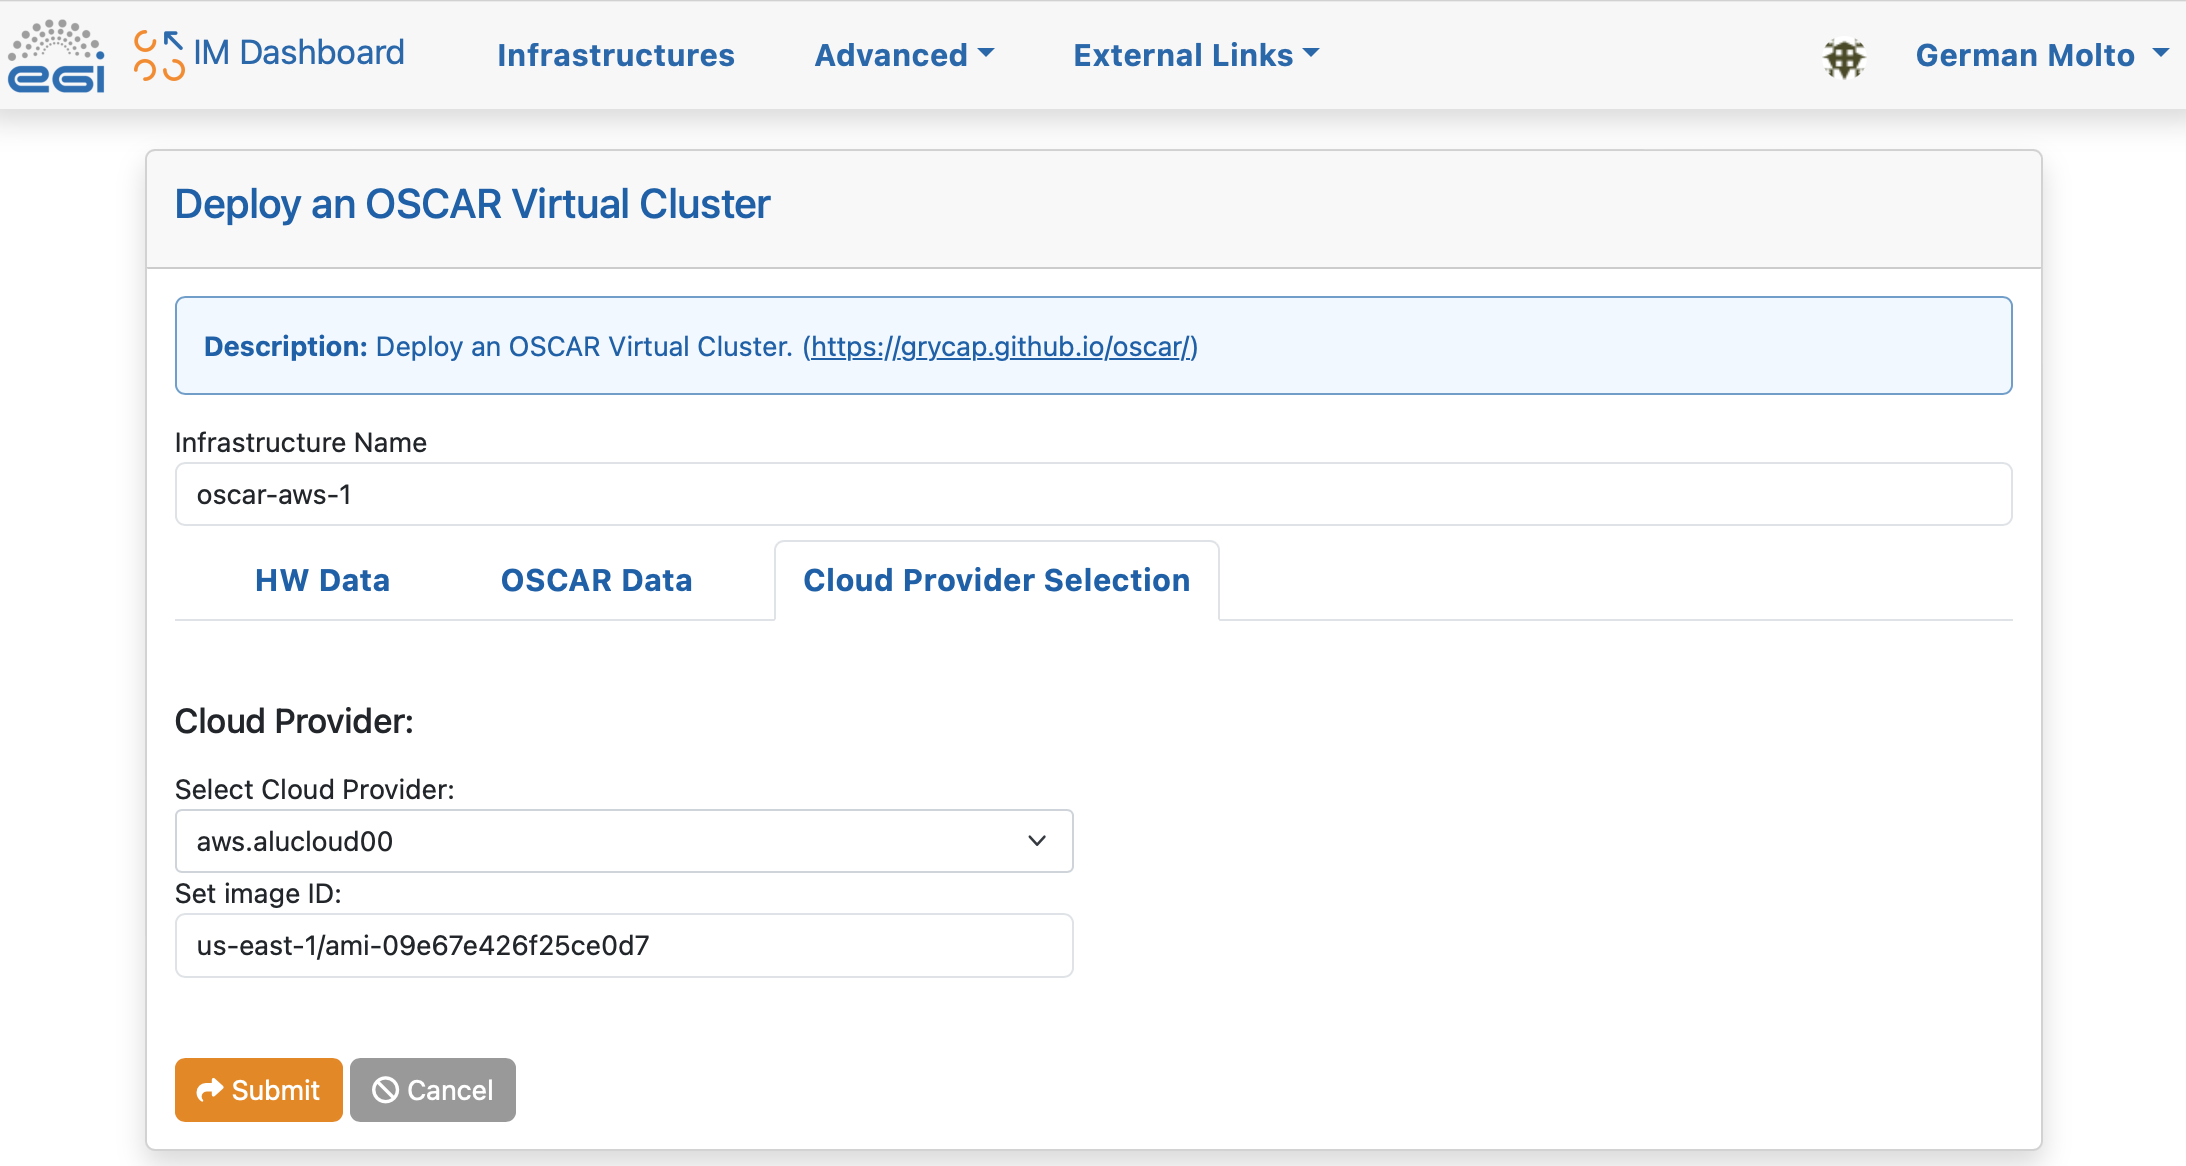 egi IM Dashboard Infrastructures Advanced External Links German Molto
Deploy an OSCAR Virtual Cluster
Description: Deploy an OSCAR Virtual Cluster. (https://grycap.github.io/oscar/)
Infrastructure Name
oscar-aws-1
HW Data OSCAR Data Cloud Provider Selection
Cloud Provider:
Select Cloud Provider:
aws.alucloud00
Set image ID:
us-east-1/ami-09e67e426f25ce0d7
Submit Cancel